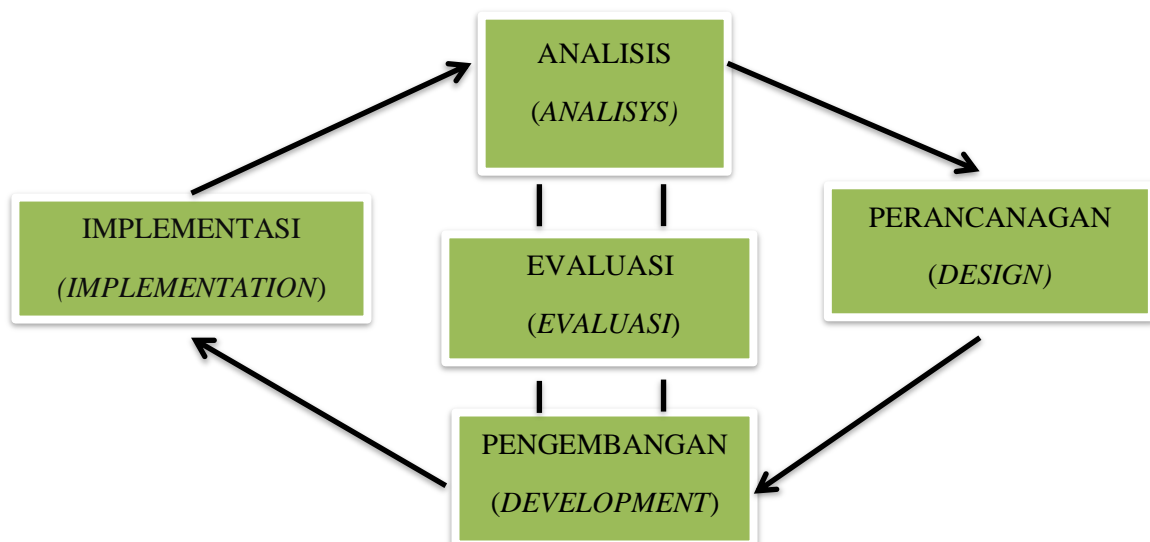 ANALISIS
(ANALISYS)
IMPLEMENTASI
(IMPLEMENTATION)
PERANCANAGAN
(DESIGN)
EVALUASI
(EVALUASI)
PENGEMBANGAN
(DEVELOPMENT)